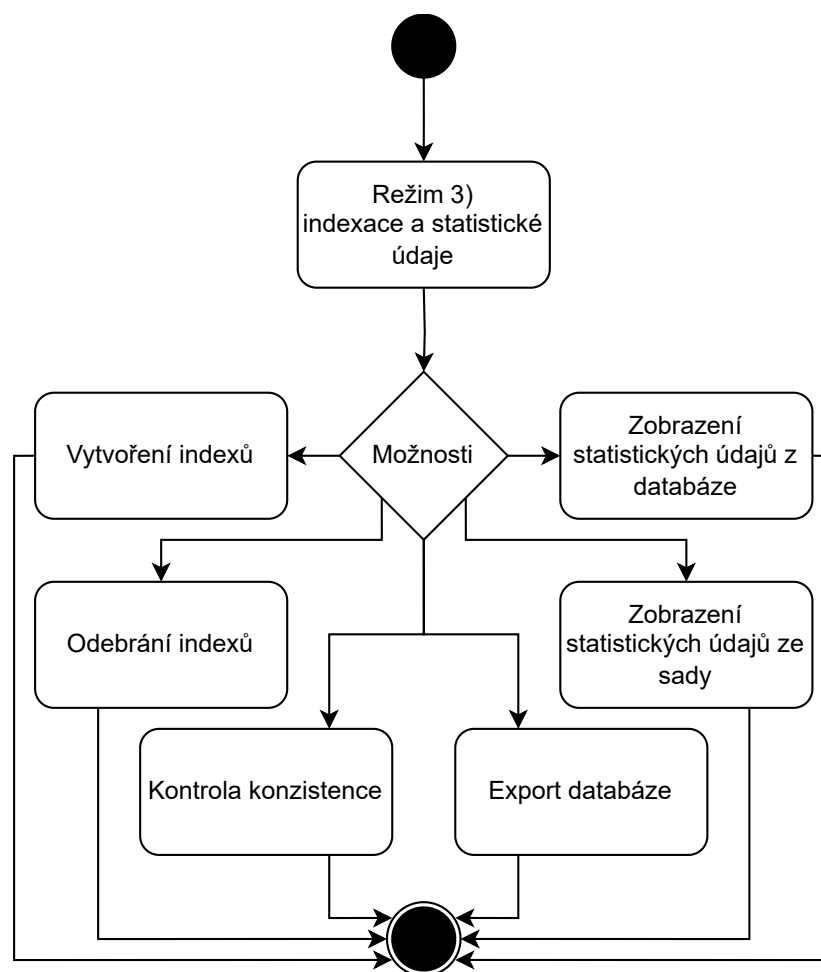 Režim 3)
indexace a statistické
údaje
Vytvoření indexů
Možnosti
Zobrazení
statistických údajů z
databáze
Odebrání indexů
Zobrazení
statistických údajů ze
sady
Kontrola konzistence
Export databáze